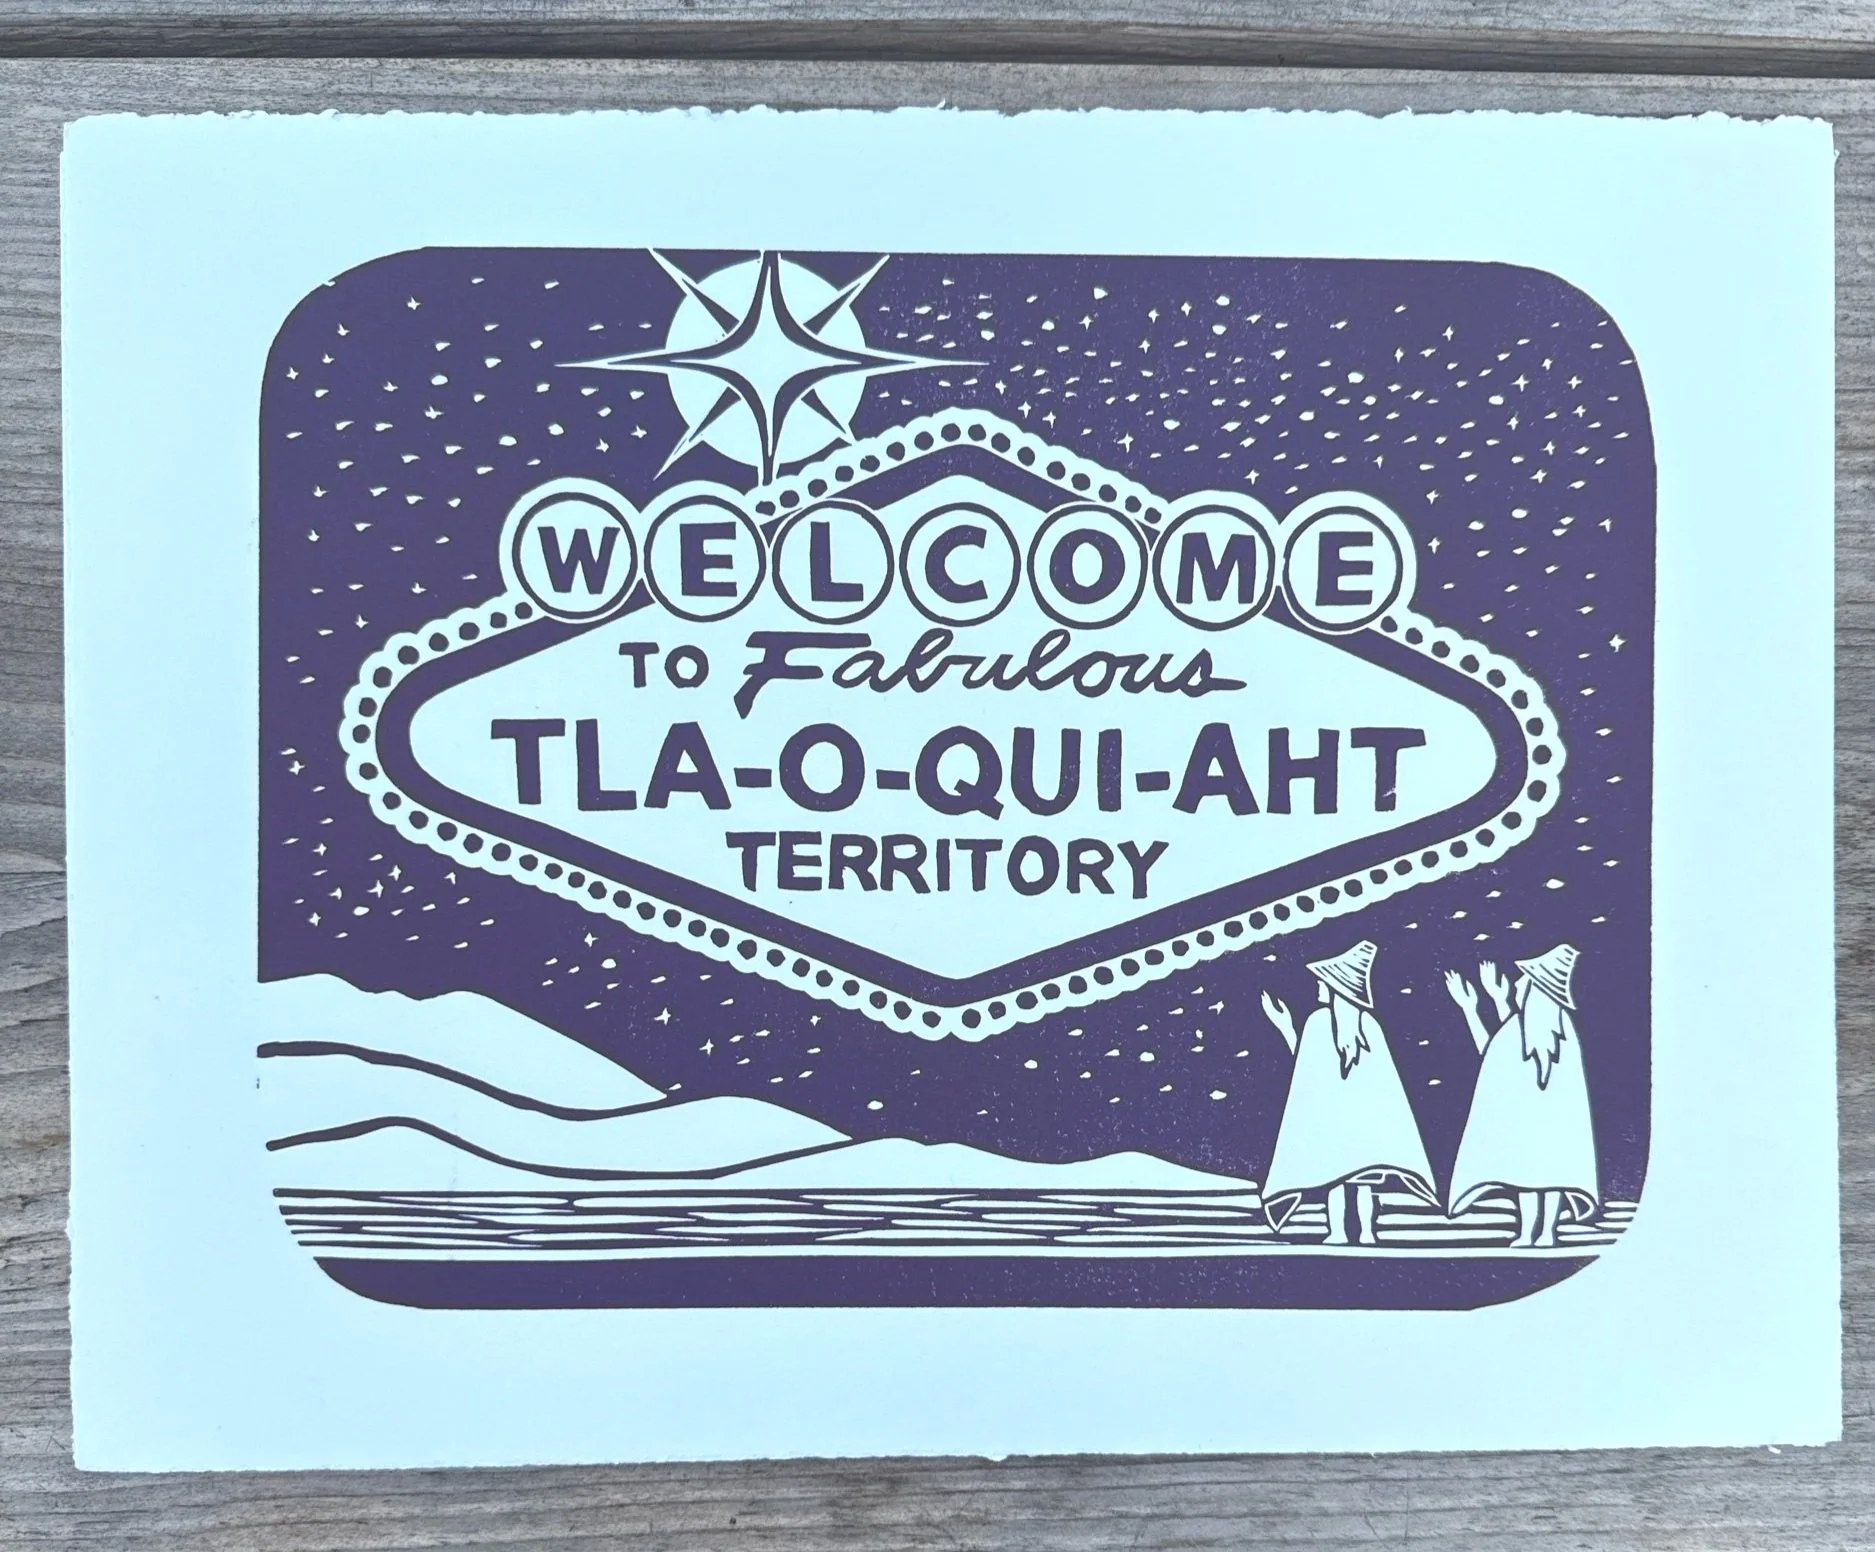 WELCOME
TO Fabulous
TLA-O-QUI-AHT
TERRITORY